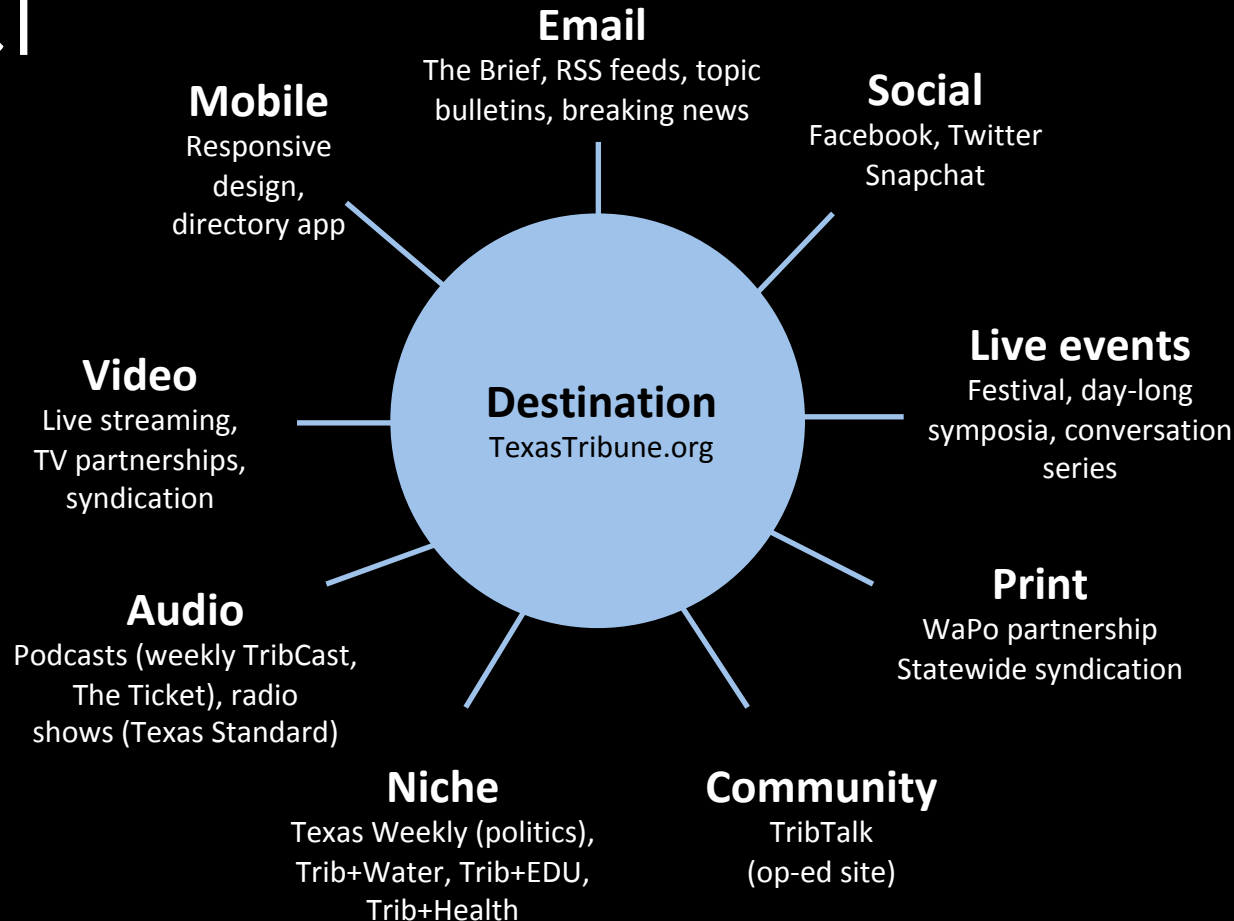 Email
The Brief, RSS feeds, topic
bulletins, breaking news
Mobile
Responsive
design,
directory app
Social
Facebook, Twitter
Snapchat
Video
Live streaming,
TV partnerships,
syndication
Destination
TexasTribune.org
Live events
Festival, day-long
symposia, conversation
series
Audio
Podcasts (weekly TribCast,
The Ticket), radio
shows (Texas Standard)
Print
WaPo partnership
Statewide syndication
Niche
Texas Weekly (politics),
Trib+Water, Trib+EDU,
Trib+Health
Community
TribTalk
(op-ed site)